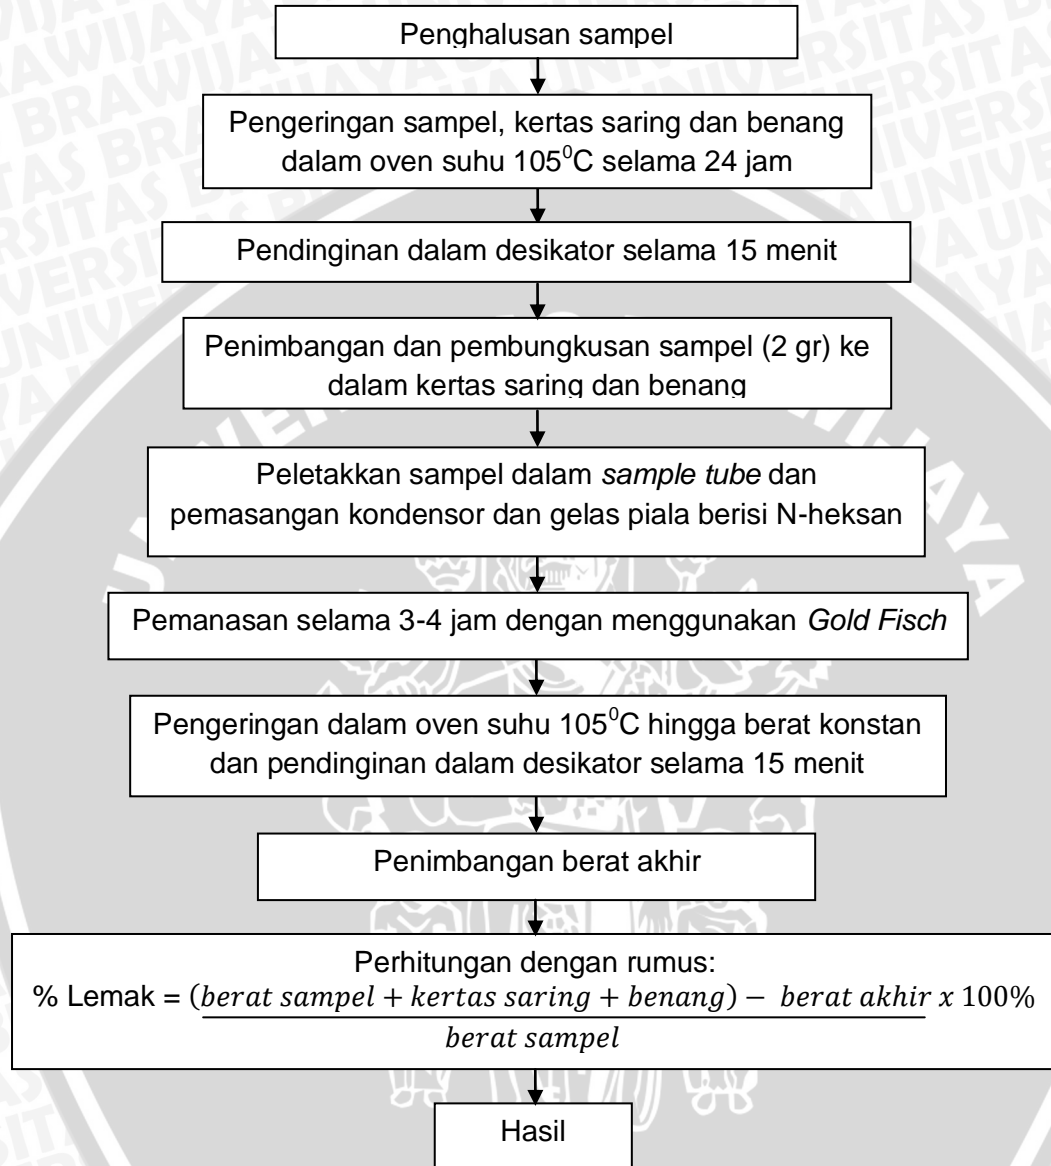 Penghalusan sampel
Pengeringan sampel, kertas saring dan benang
dalam oven suhu 105⁰C selama 24 jam
Pendinginan dalam desikator selama 15 menit
Penimbangan dan pembungkusan sampel (2 gr) ke
dalam kertas saring dan benang
Peletakkan sampel dalam sample tube dan
pemasangan kondensor dan gelas piala berisi N-heksan
Pemanasan selama 3-4 jam dengan menggunakan Gold Fisch
Pengeringan dalam oven suhu 105⁰C hingga berat konstan
dan pendinginan dalam desikator selama 15 menit
Penimbangan berat akhir
Perhitungan dengan rumus:
% Lemak = (berat sampel + kertas saring + benang) − berat akhir x 100%
berat sampel
Hasil